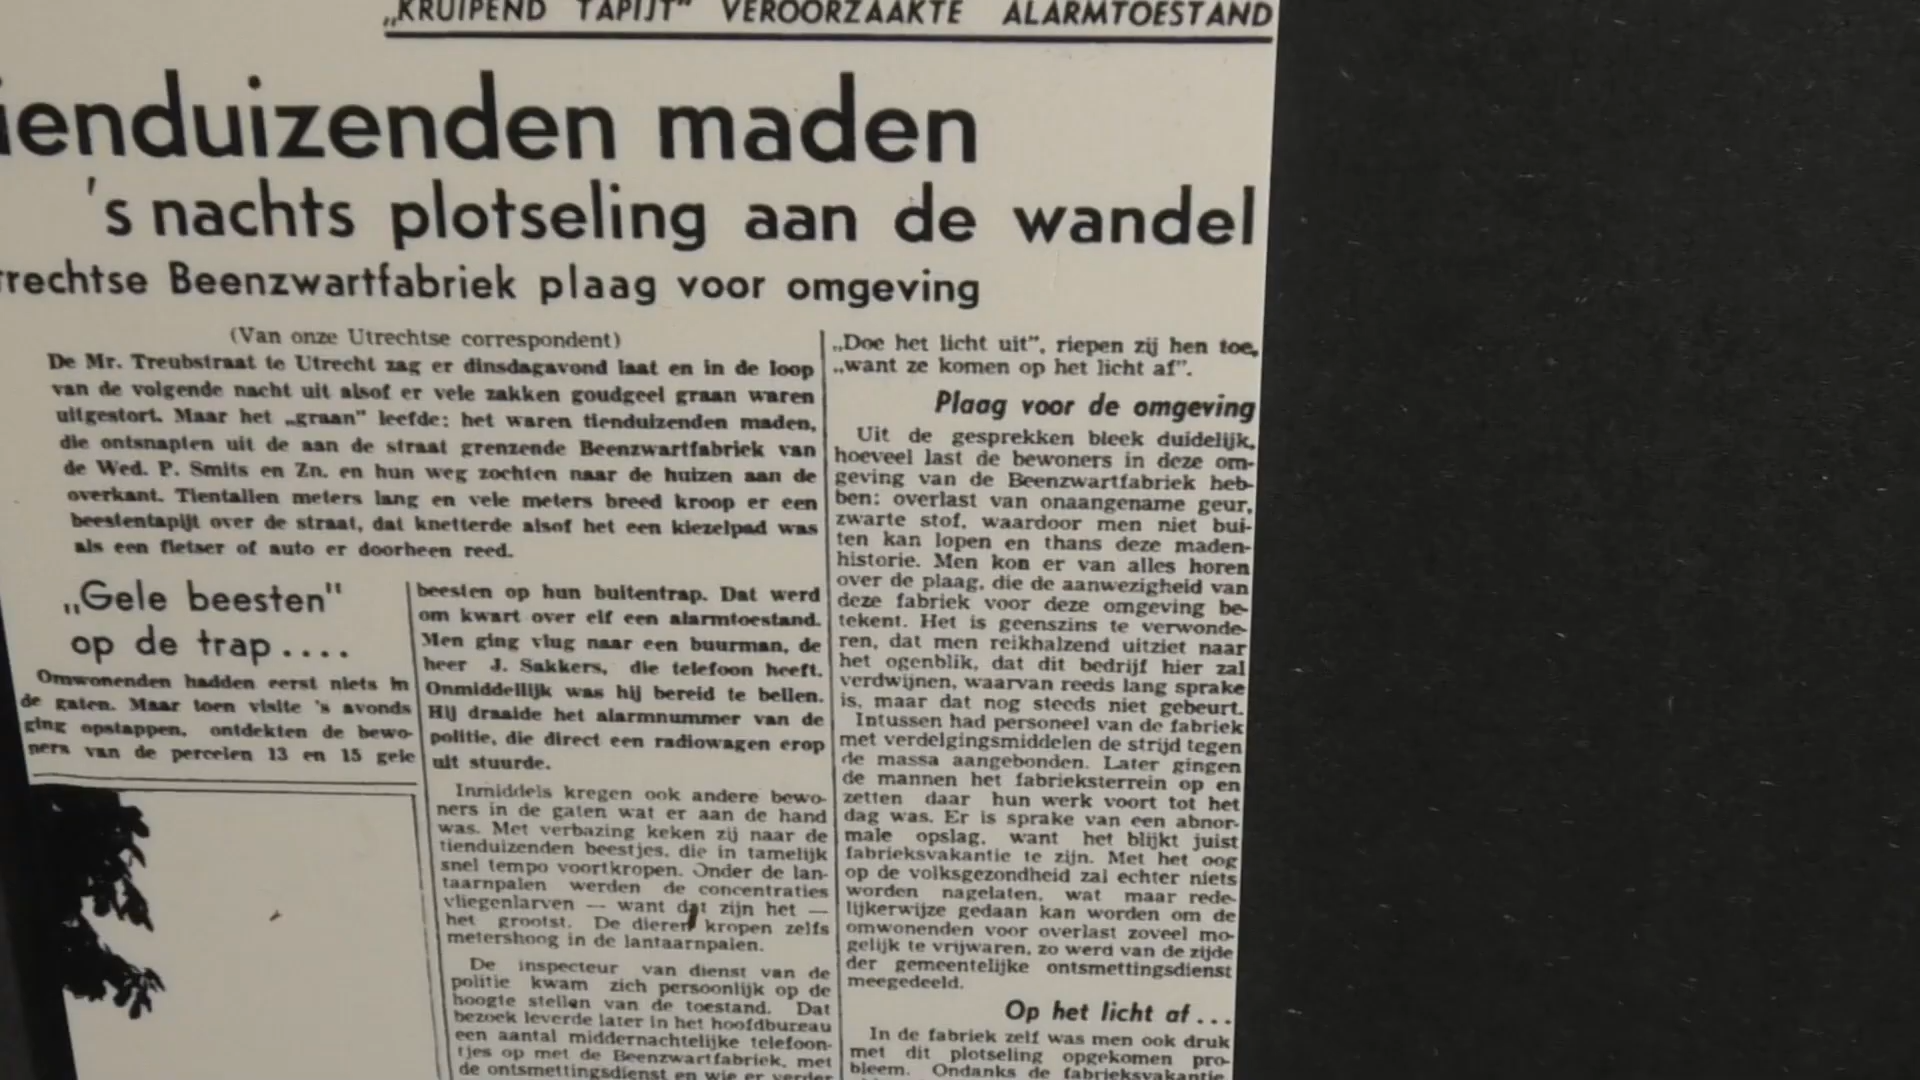 „KRUIPEND TAPIJT" VEROORZAAKTE ALARMTOESTAND
ienduizenden maden
's nachts plotseling aan de wandel
rechtse Beenzwartfabriek plaag voor omgeving
(Van onze Utrechtse correspondent)
De Mr. Treubstraat te Utrecht zag er dinsdagavond laat en in de loop
van de volgende nacht uit alsof er vele zakken goudgeel graan waren
uitgestort. Maar het „graan" leefde: het waren tienduizenden maden,
die ontsnapten uit de aan de straat grenzende Beenzwartfabriek van
de Wed. P. Smits en Zn. en hun weg zochten naar de huizen aan de
overkant. Tientallen meters lang en vele meters breed kroop er een
beestentapijt over de straat, dat knetterde alsof het een kiezelpad was
als een fietser of auto er doorheen reed.
„Gele beesten"
op de trap....
Omwonenden hadden eerst niets in
de gaten. Maar toen visite 's avonds
ging opstappen, ontdekten de bewo-
ners van de percelen 13 en 15 gele
beesten op hun buitentrap. Dat werd
om kwart over elf een alarmtoestand.
Men ging vlug naar een buurman, de
heer J. Sakkers, die telefoon heeft.
Onmiddellijk was hij bereid te bellen.
Hij draaide het alarmnummer van de
politie, die direct een radiowagen erop
uit stuurde.
Inmiddels kregen ook andere bewo-
ners in de gaten wat er aan de hand
was. Met verbazing keken zij naar de
tienduizenden beestjes, die in tamelijk
snel tempo voortkropen. Onder de lan-
taarnpalen werden de concentraties
vliegenlarven — want dat zijn het —
het grootst. De dieren kropen zelfs
metershoog in de lantaarnpalen.
De inspecteur van dienst van de
politie kwam zich persoonlijk op de
hoogte stellen van de toestand. Dat
bezoek leverde later in het hoofdbureau
een aantal middernachtelijke telefoon-
tjes op met de Beenzwartfabriek, met
de ontsmettingsdienst en wie er verder
„Doe het licht uit", riepen zij hen toe,
„want ze komen op het licht af".
Plaag voor de omgeving
Uit de gesprekken bleek duidelijk,
hoeveel last de bewoners in deze om-
geving van de Beenzwartfabriek heb-
ben: overlast van onaangename geur,
zwarte stof, waardoor men niet bui-
ten kan lopen en thans deze maden-
historie. Men kon er van alles horen
over de plaag, die de aanwezigheid van
deze fabriek voor deze omgeving be-
tekent. Het is geenszins te verwonde-
ren, dat men reikhalzend uitziet naar
het ogenblik, dat dit bedrijf hier zal
verdwijnen, waarvan reeds lang sprake
is, maar dat nog steeds niet gebeurt.
Intussen had personeel van de fabriek
met verdelgingsmiddelen de strijd tegen
de massa aangebonden. Later gingen
de mannen het fabrieksterrein op en
zetten daar hun werk voort tot het
dag was. Er is sprake van een abnor-
male opslag, want het blijkt juist
fabrieksvakantie te zijn. Met het oog
op de volksgezondheid zal echter niets
worden nagelaten, wat maar rede-
lijkerwijze gedaan kan worden om de
omwonenden voor overlast zoveel mo-
gelijk te vrijwaren, zo werd van de zijde
der gemeentelijke ontsmettingsdienst
meegedeeld.
Op het licht af...
In de fabriek zelf was men ook druk
met dit plotseling opgekomen pro-
bleem. Ondanks de fabrieksvakantie